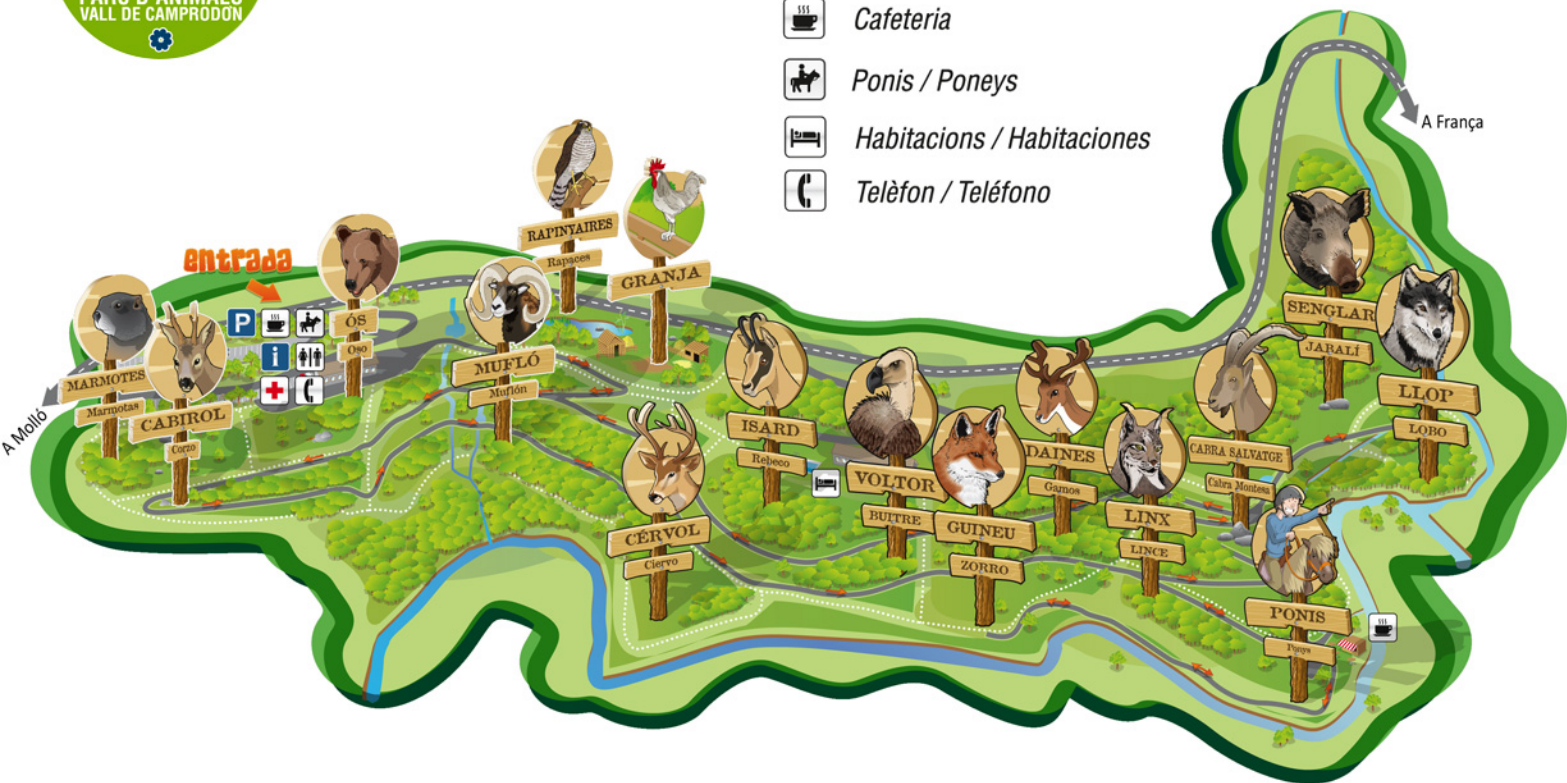 PARC D'ANIMALS
VALL DE CAMPRODON
Cafeteria
Ponis / Poneys
Habitacions / Habitaciones
Telèfon / Teléfono
A França
entrada
RAPINYAIRES
Rapaces
GRANJA
ÓS
Oso
MUFLÓ
Muflón
MARMOTES
Marmotas
CABIROL
Corzo
A Molló
P
i
SENGLAR
JABALÍ
LLOP
LOBO
ISARD
Rebeco
VOLTOR
BUITRE
DAINES
Gamos
CABRA SALVATGE
Cabra Montesa
CÉRVOL
Ciervo
GUINEU
ZORRO
LINX
LINCE
PONIS
Ponys